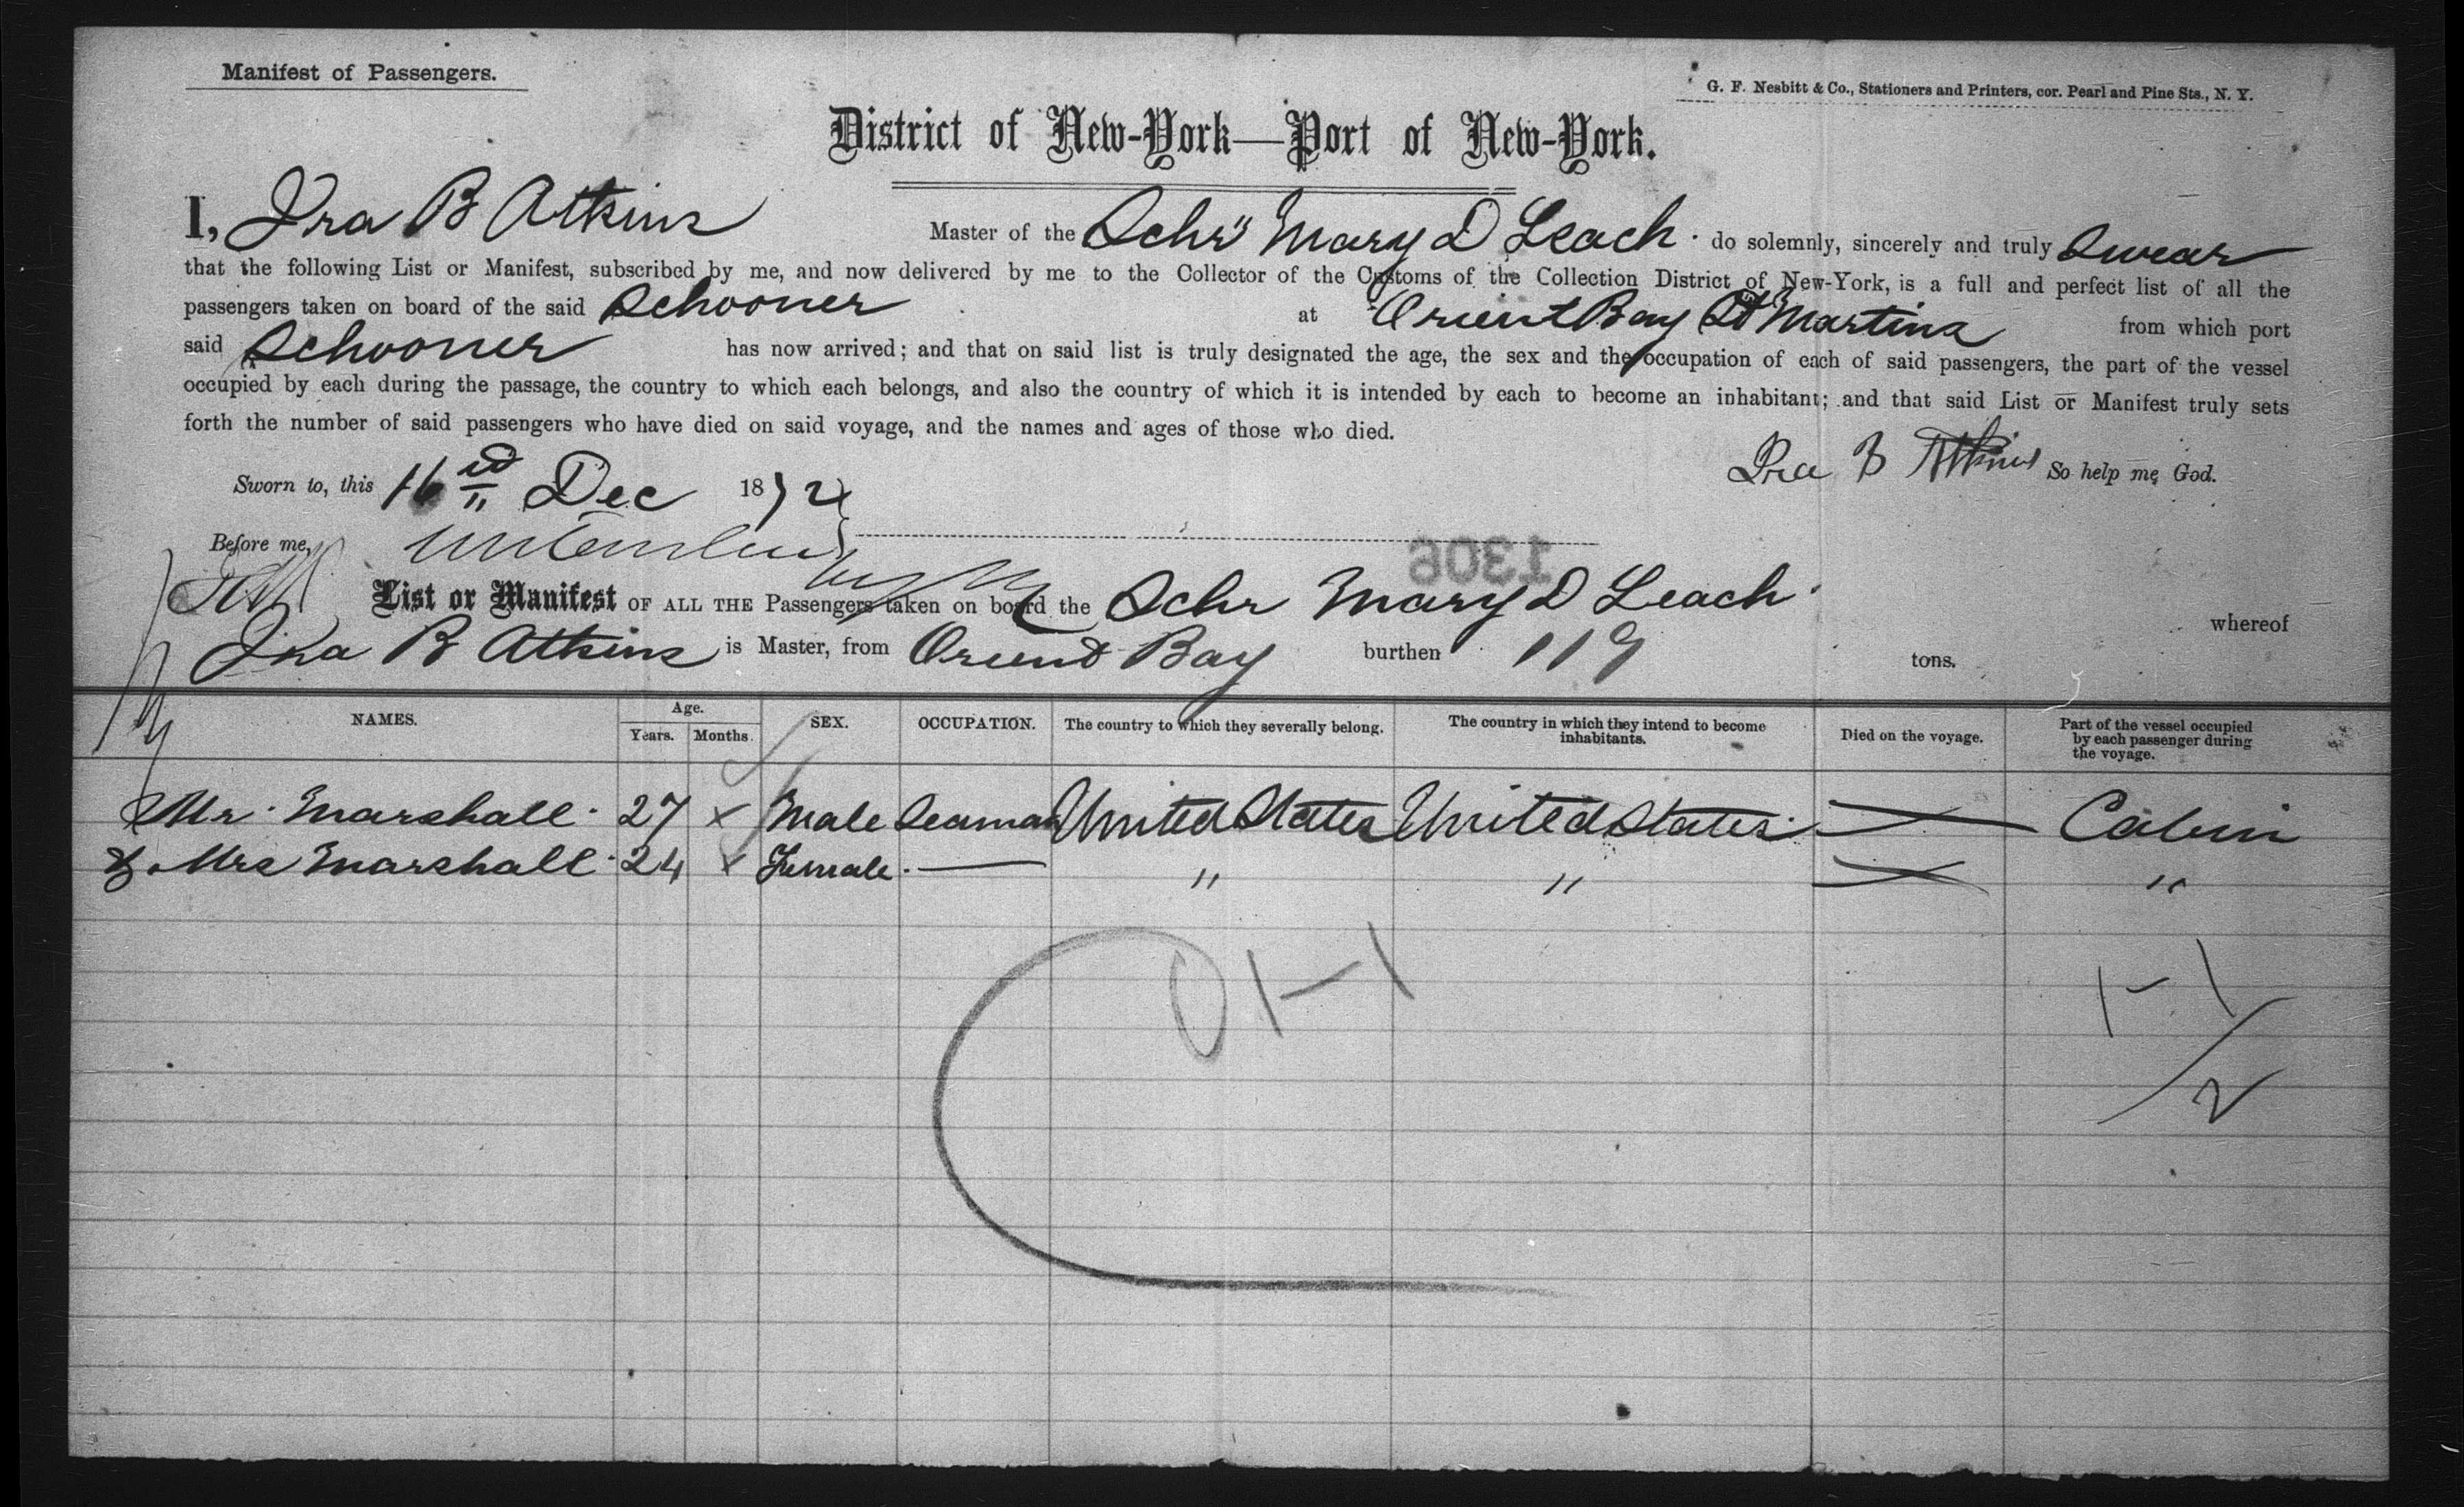 Manifest of Passengers.
G. F. Nesbitt & Co., Stationers and Printers, cor. Pearl and Pine Sts., N. Y.
District of New-York—Port of New-York.
I, Ira B Atkins Master of the Schr Mary D Leach. do solemnly, sincerely and truly Swear
that the following List or Manifest, subscribed by me, and now delivered by me to the Collector of the Customs of the Collection District of New-York, is a full and perfect list of all the
passengers taken on board of the said Schooner at Orient Bay St Martins from which port
said Schooner has now arrived; and that on said list is truly designated the age, the sex and the occupation of each of said passengers, the part of the vessel
occupied by each during the passage, the country to which each belongs, and also the country of which it is intended by each to become an inhabitant; and that said List or Manifest truly sets
forth the number of said passengers who have died on said voyage, and the names and ages of those who died.
Ira B Atkins So help me God.
Sworn to, this 16 Dec 1872
Before me,
1306
List or Manifest OF ALL THE Passengers taken on board the Schr Mary D Leach whereof
Ira B Atkins is Master, from Orient Bay burthen 119 tons.
NAMES. Age. Years. Months. SEX. OCCUPATION. The country to which they severally belong. The country in which they intend to become inhabitants. Died on the voyage. Part of the vessel occupied by each passenger during the voyage.
Mr. Marshall. 27 x Male Seaman United States United States — Cabin
& Mrs Marshall. 24 x Female. — " " — "
0 1-1
1-1
2